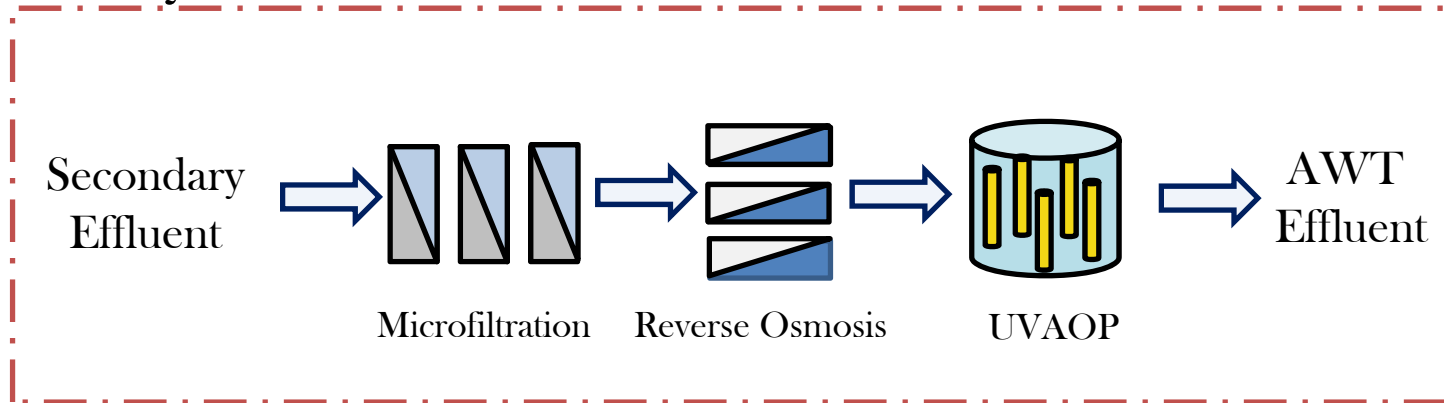 Secondary
Effluent
AWT
Effluent
Microfiltration
Reverse Osmosis
UVAOP